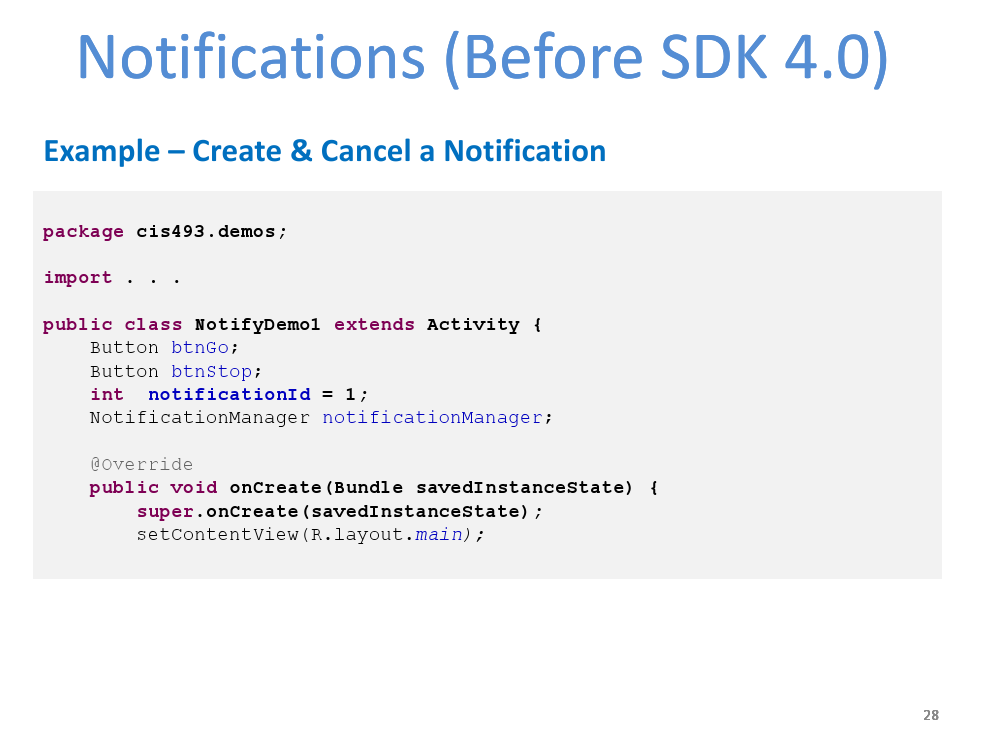 Notifications (Before SDK 4.0)
Example – Create & Cancel a Notification
package cis493.demos;
import . . .
public class NotifyDemo1 extends Activity {
    Button btnGo;
    Button btnStop;
    int  notificationId = 1;
    NotificationManager notificationManager;
    @Override
    public void onCreate(Bundle savedInstanceState) {
        super.onCreate(savedInstanceState);
        setContentView(R.layout.main);
28